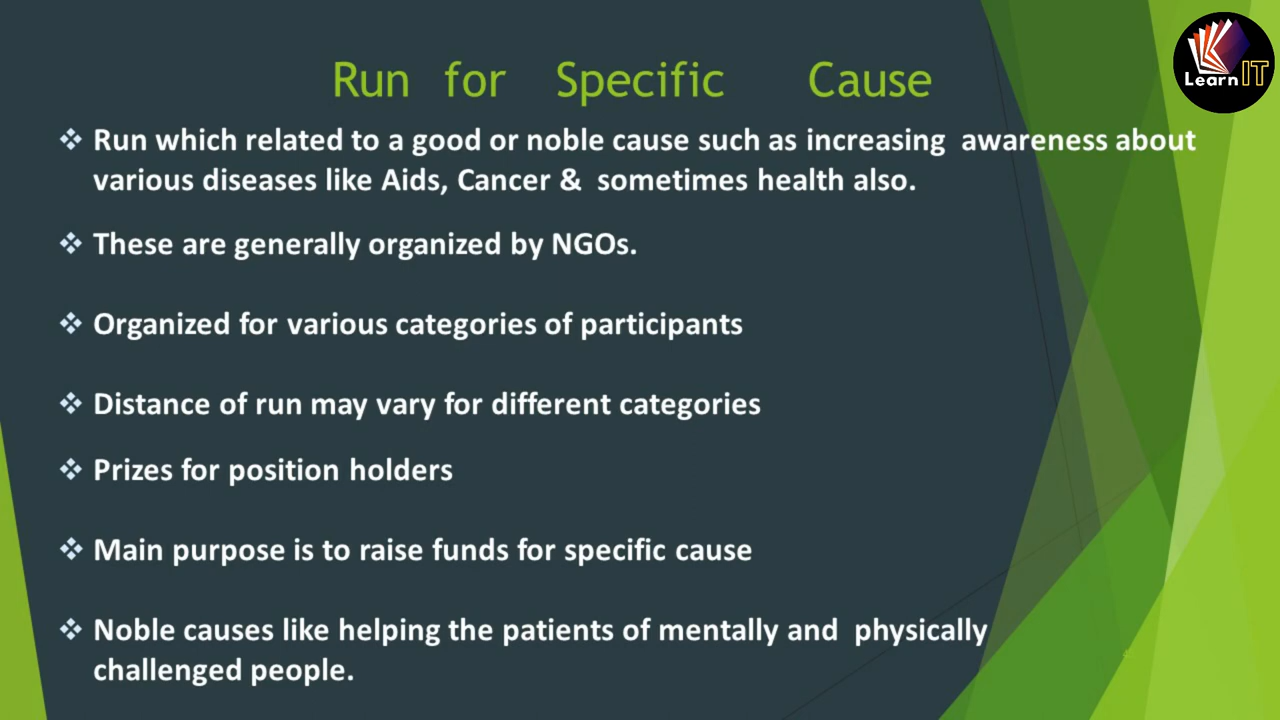 Learn IT
Run for Specific Cause
❖ Run which related to a good or noble cause such as increasing awareness about
various diseases like Aids, Cancer & sometimes health also.
❖ These are generally organized by NGOs.
❖ Organized for various categories of participants
❖ Distance of run may vary for different categories
❖ Prizes for position holders
❖ Main purpose is to raise funds for specific cause
❖ Noble causes like helping the patients of mentally and physically
challenged people.